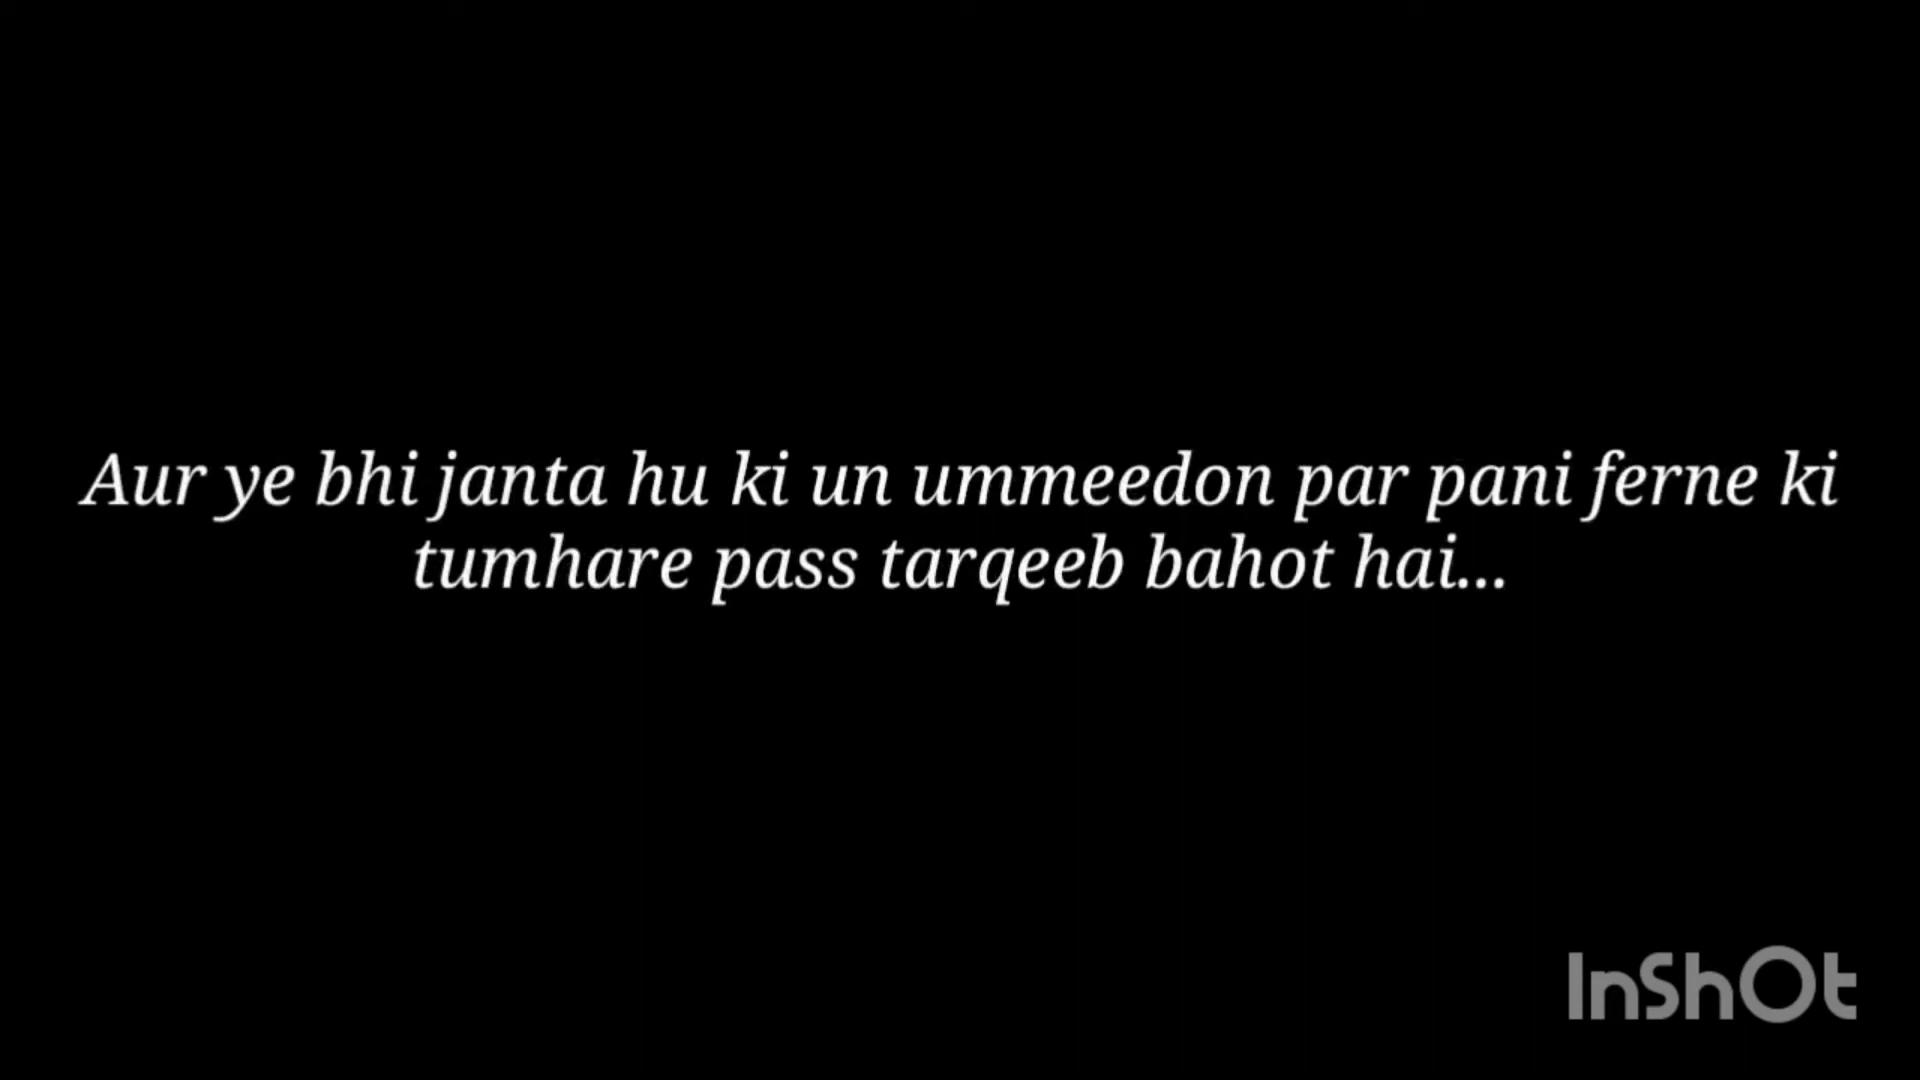 Aur ye bhi janta hu ki un ummeedon par pani ferne ki
tumhare pass tarqeeb bahot hai...
InShOt